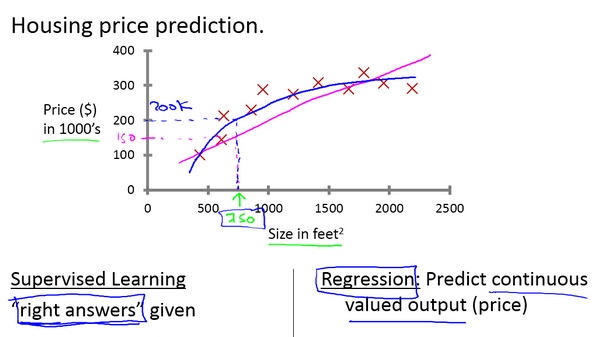 Housing price prediction.
400
300
200
100
0
200K
150
Price ($)
in 1000's
0
500
1000
1500
2000
2500
750
Size in feet²
Supervised Learning
"right answers" given
Regression: Predict continuous
valued output (price)